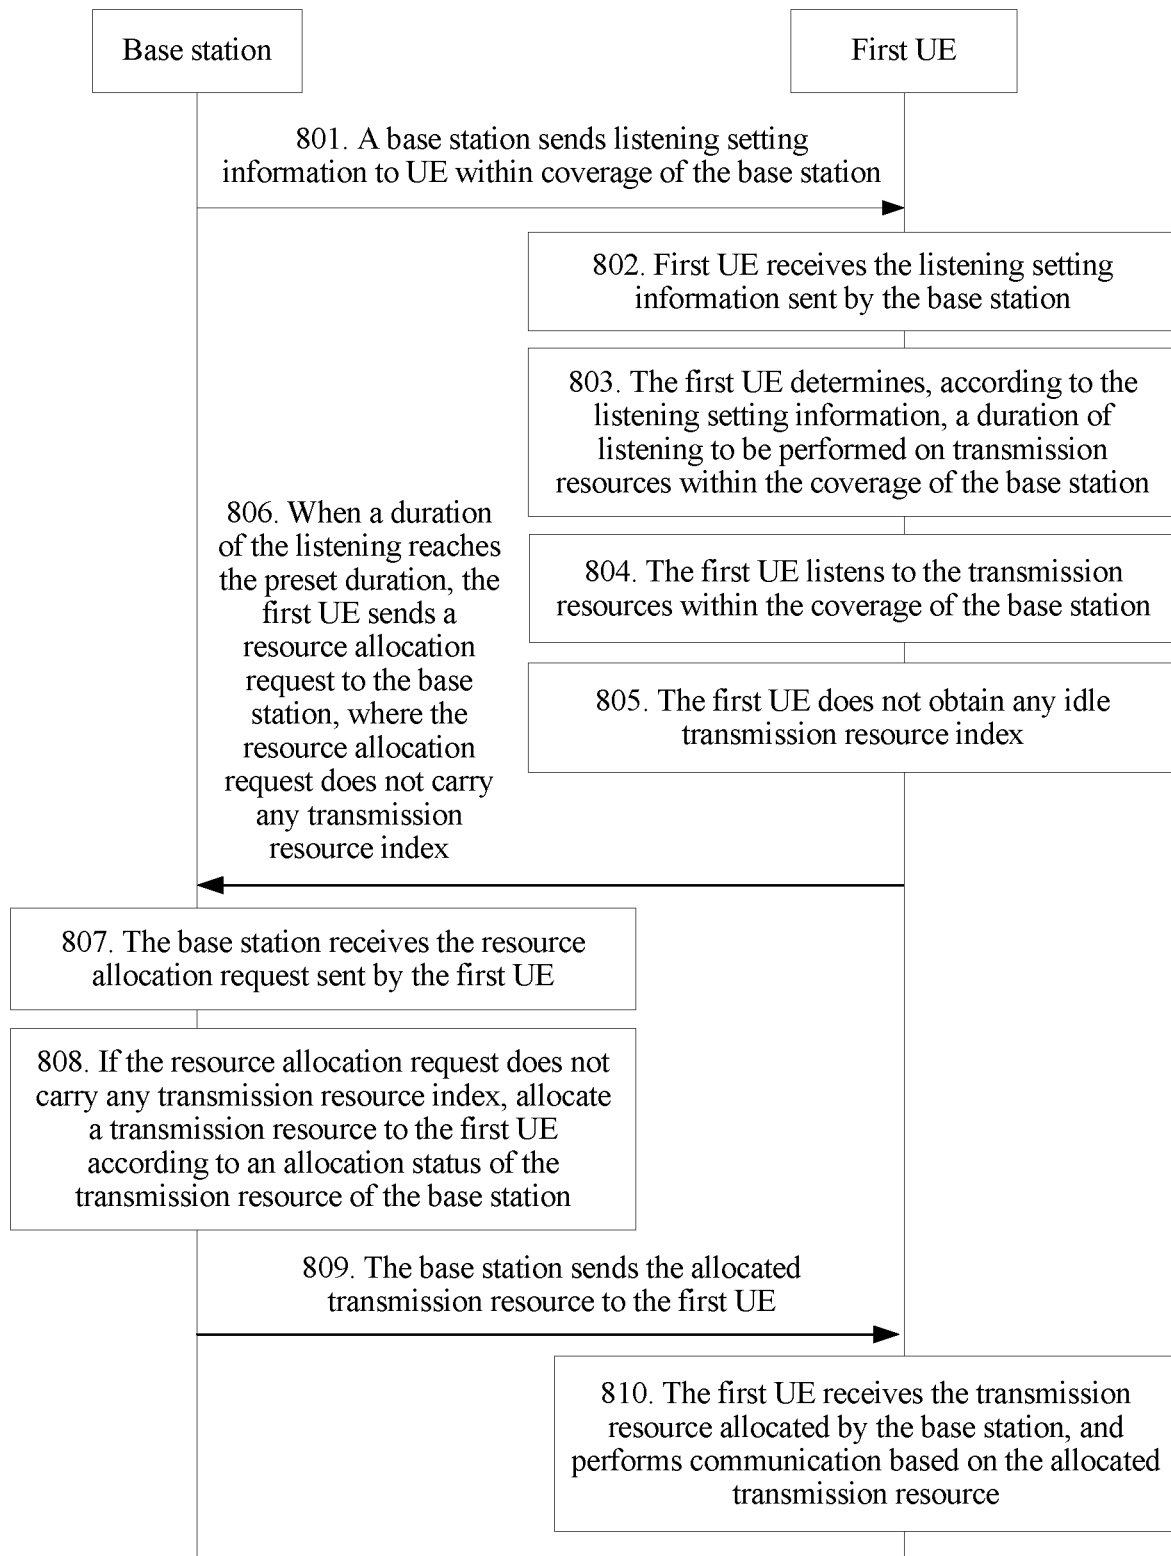 Base station
First UE
801. A base station sends listening setting
information to UE within coverage of the base station
802. First UE receives the listening setting
information sent by the base station
803. The first UE determines, according to the
listening setting information, a duration of
listening to be performed on transmission
resources within the coverage of the base station
804. The first UE listens to the transmission
resources within the coverage of the base station
805. The first UE does not obtain any idle
transmission resource index
806. When a duration
of the listening reaches
the preset duration, the
first UE sends a
resource allocation
request to the base
station, where the
resource allocation
request does not carry
any transmission
resource index
807. The base station receives the resource
allocation request sent by the first UE
808. If the resource allocation request does not
carry any transmission resource index, allocate
a transmission resource to the first UE
according to an allocation status of the
transmission resource of the base station
809. The base station sends the allocated
transmission resource to the first UE
810. The first UE receives the transmission
resource allocated by the base station, and
performs communication based on the allocated
transmission resource